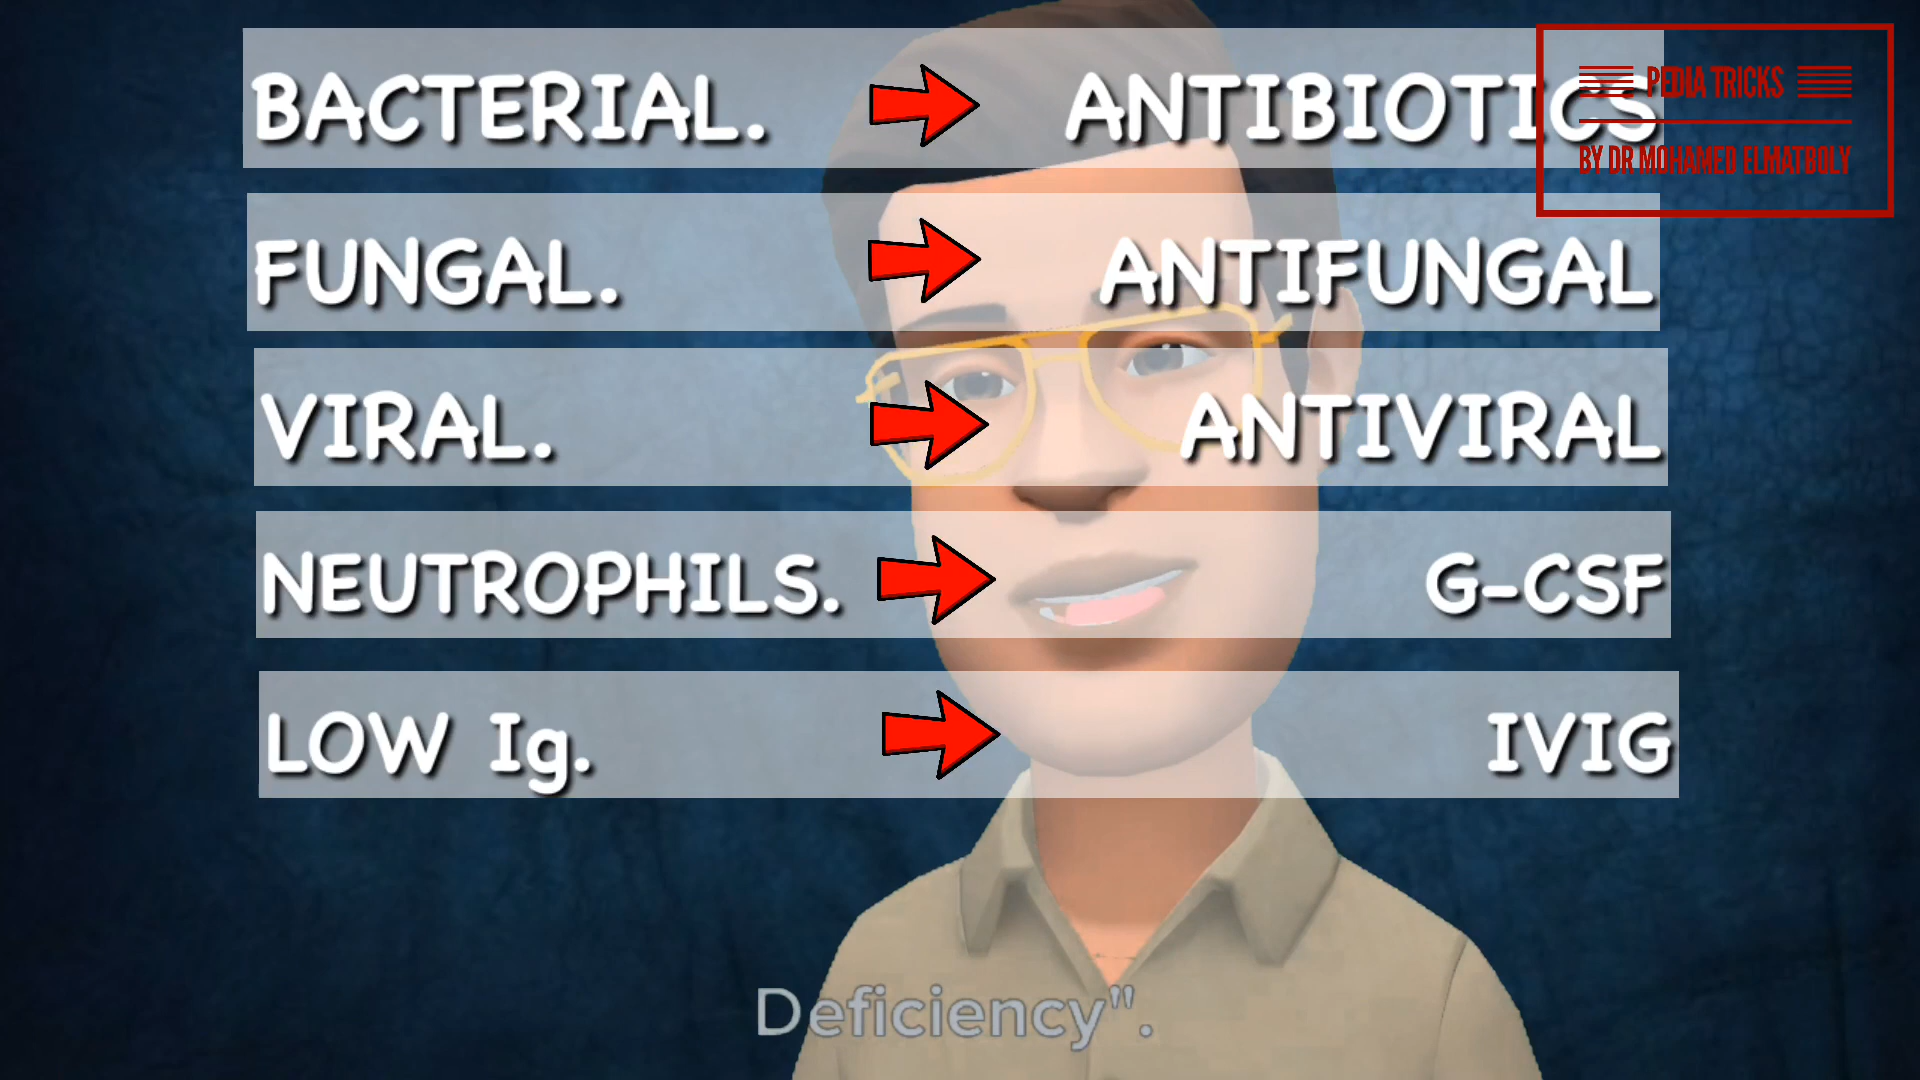 BACTERIAL. ANTIBIOTICS
PEDIA TRICKS
BY DR MOHAMED ELMATBOLY
FUNGAL. ANTIFUNGAL
VIRAL. ANTIVIRAL
NEUTROPHILS. G-CSF
LOW Ig. IVIG
Deficiency".